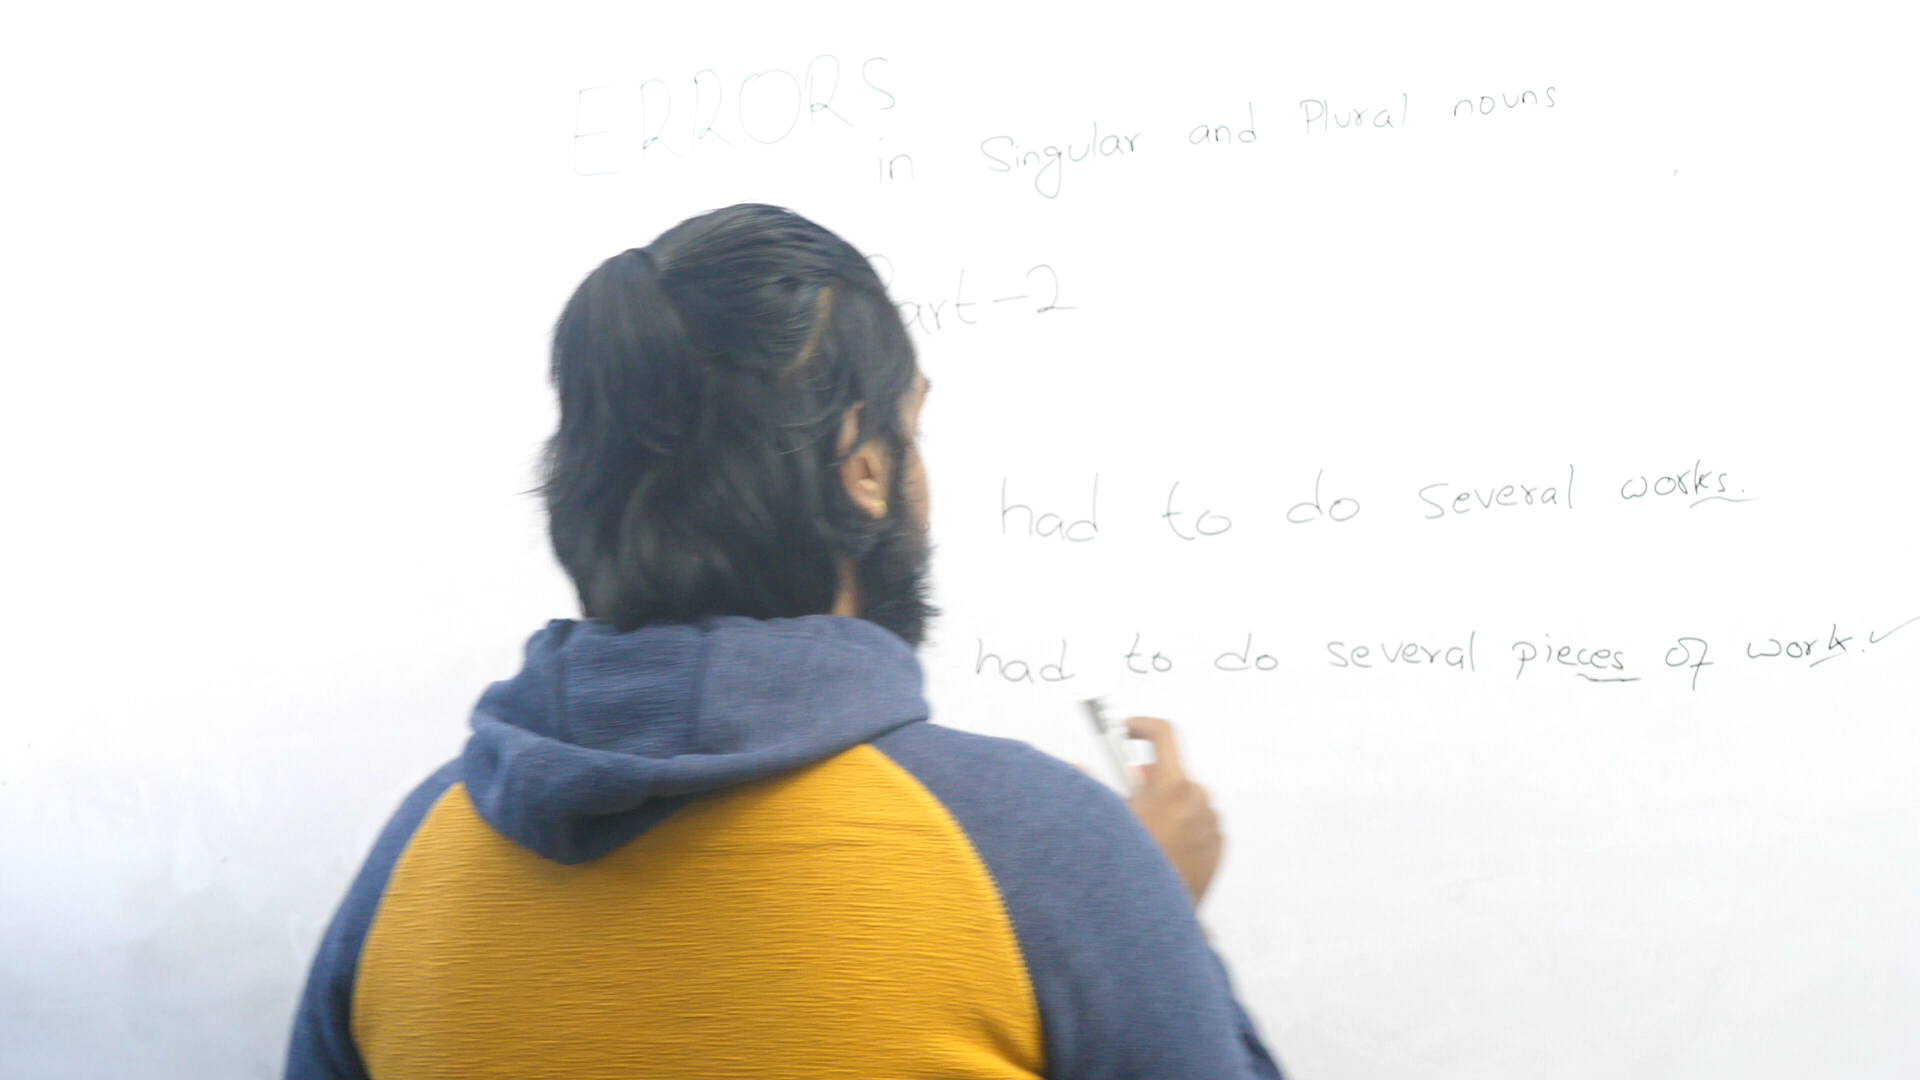 ERRORS
in Singular and Plural nouns
Part-2
had to do several works.
had to do several pieces of work. ✓